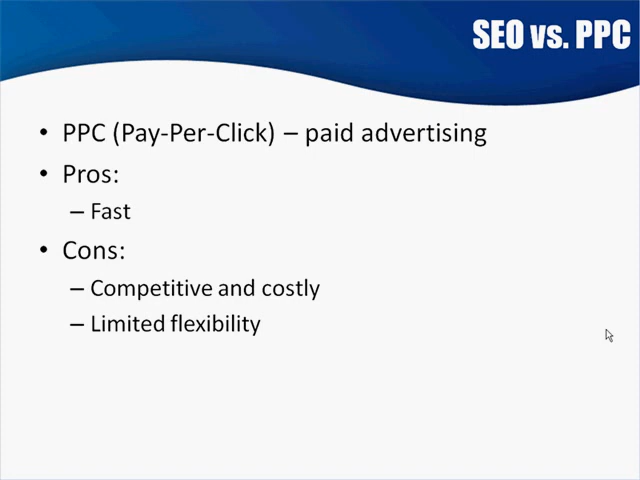 SEO vs. PPC
• PPC (Pay-Per-Click) – paid advertising
• Pros:
– Fast
• Cons:
– Competitive and costly
– Limited flexibility